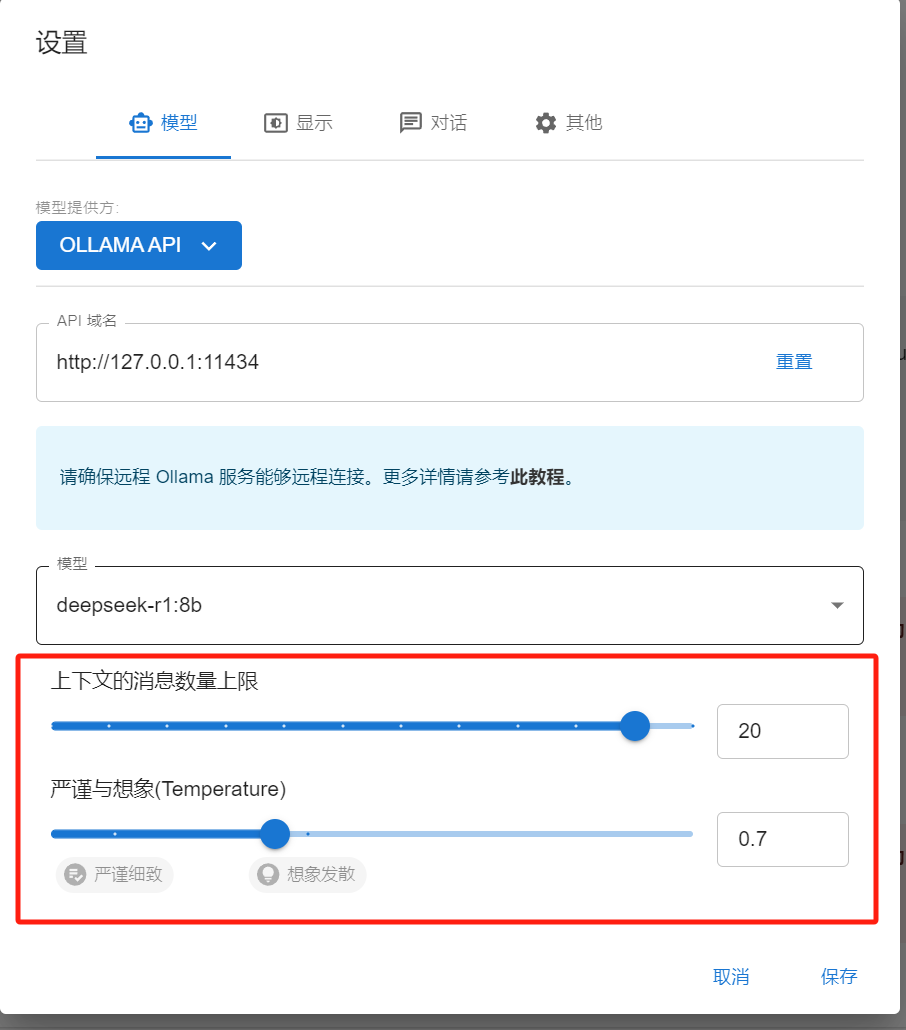 设置
模型
显示
对话
其他
模型提供方:
OLLAMA API
API 域名
http://127.0.0.1:11434
重置
请确保远程 Ollama 服务能够远程连接。更多详情请参考此教程。
模型
deepseek-r1:8b
上下文的消息数量上限
20
严谨与想象(Temperature)
0.7
严谨细致
想象发散
取消
保存